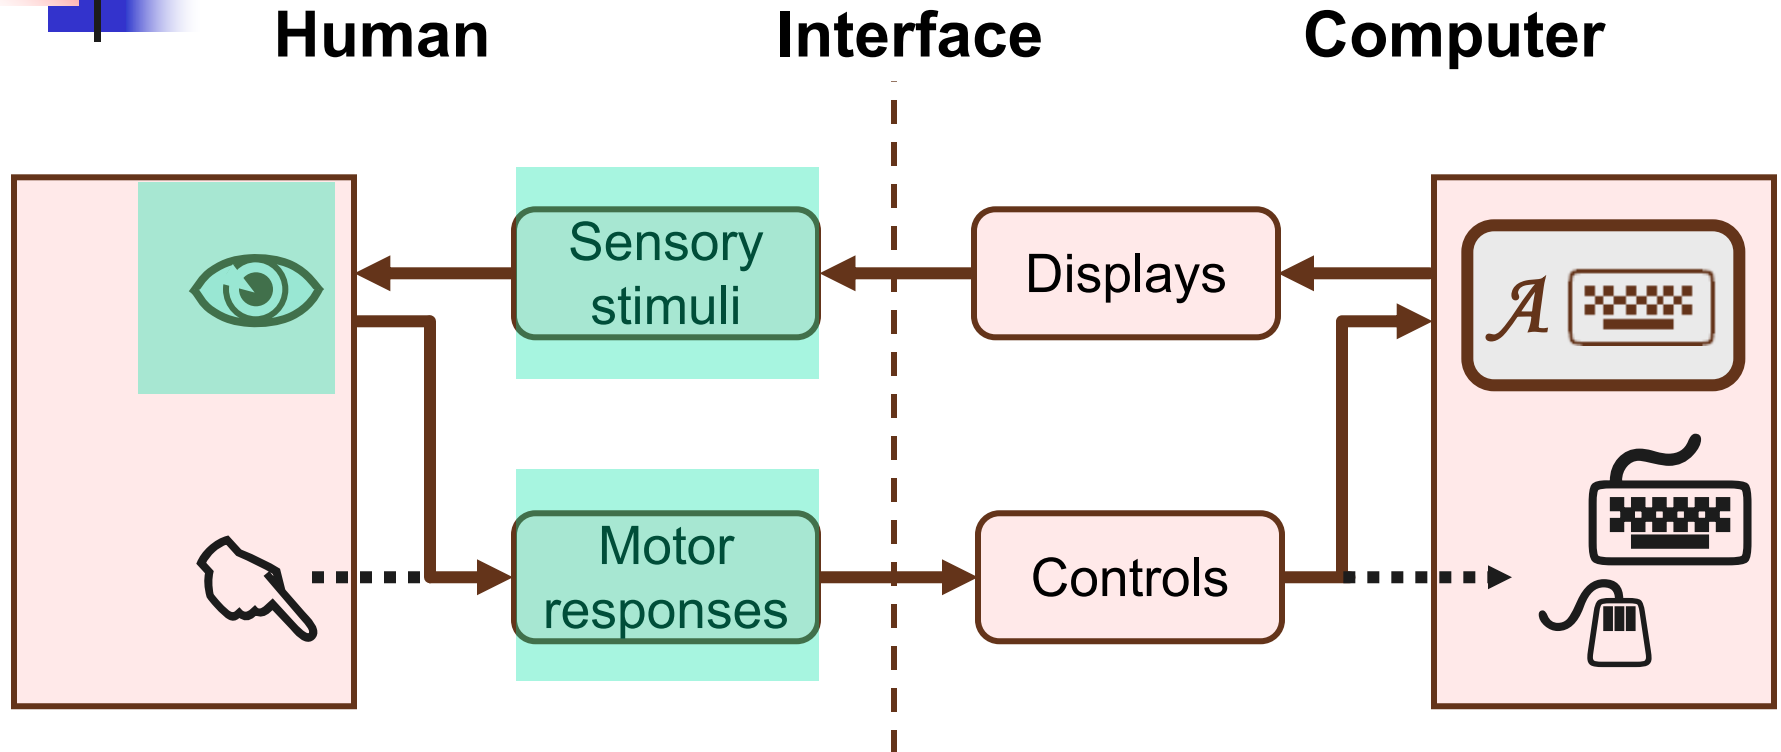 Human Interface Computer
Sensory
stimuli
Displays
A
Motor
responses
Controls